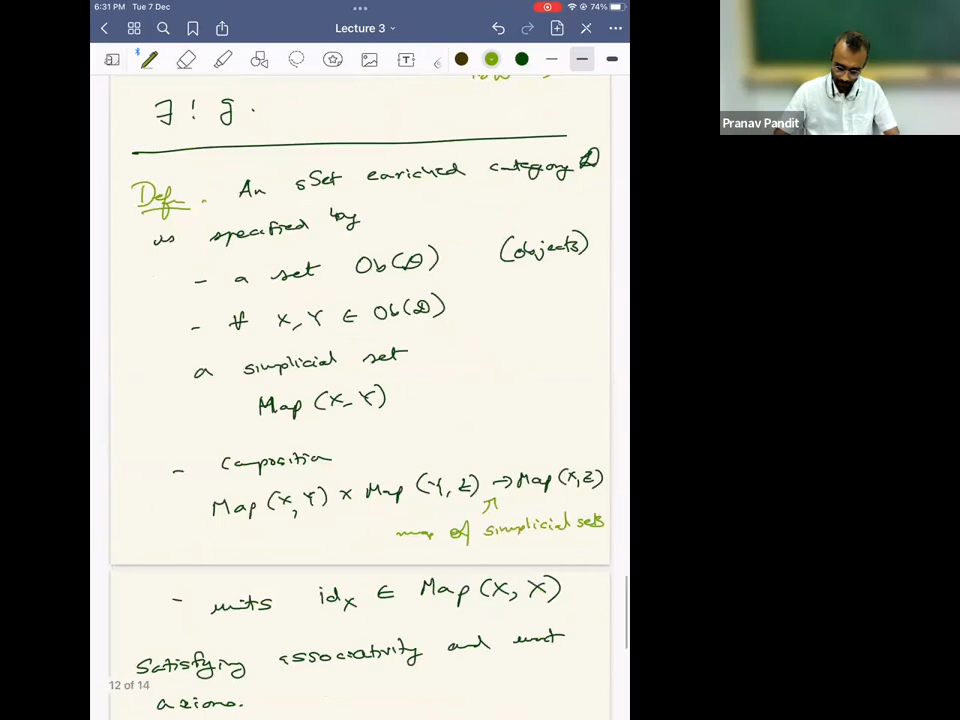 6:31 PM Tue 7 Dec
74%
Lecture 3
∃ ! g̃ .
Defn. An sSet enriched category 𝒟
is specified by
- a set Ob(𝒟) (objects)
- ∀ X, Y ∈ Ob(𝒟)
a simplicial set
Map (X, Y)
- composition
Map (X, Y) × Map (Y, Z) → Map (X, Z)
map of simplicial sets
- units id_X ∈ Map (X, X)
Satisfying associativity and unit
axioms.
12 of 14
Pranav Pandit